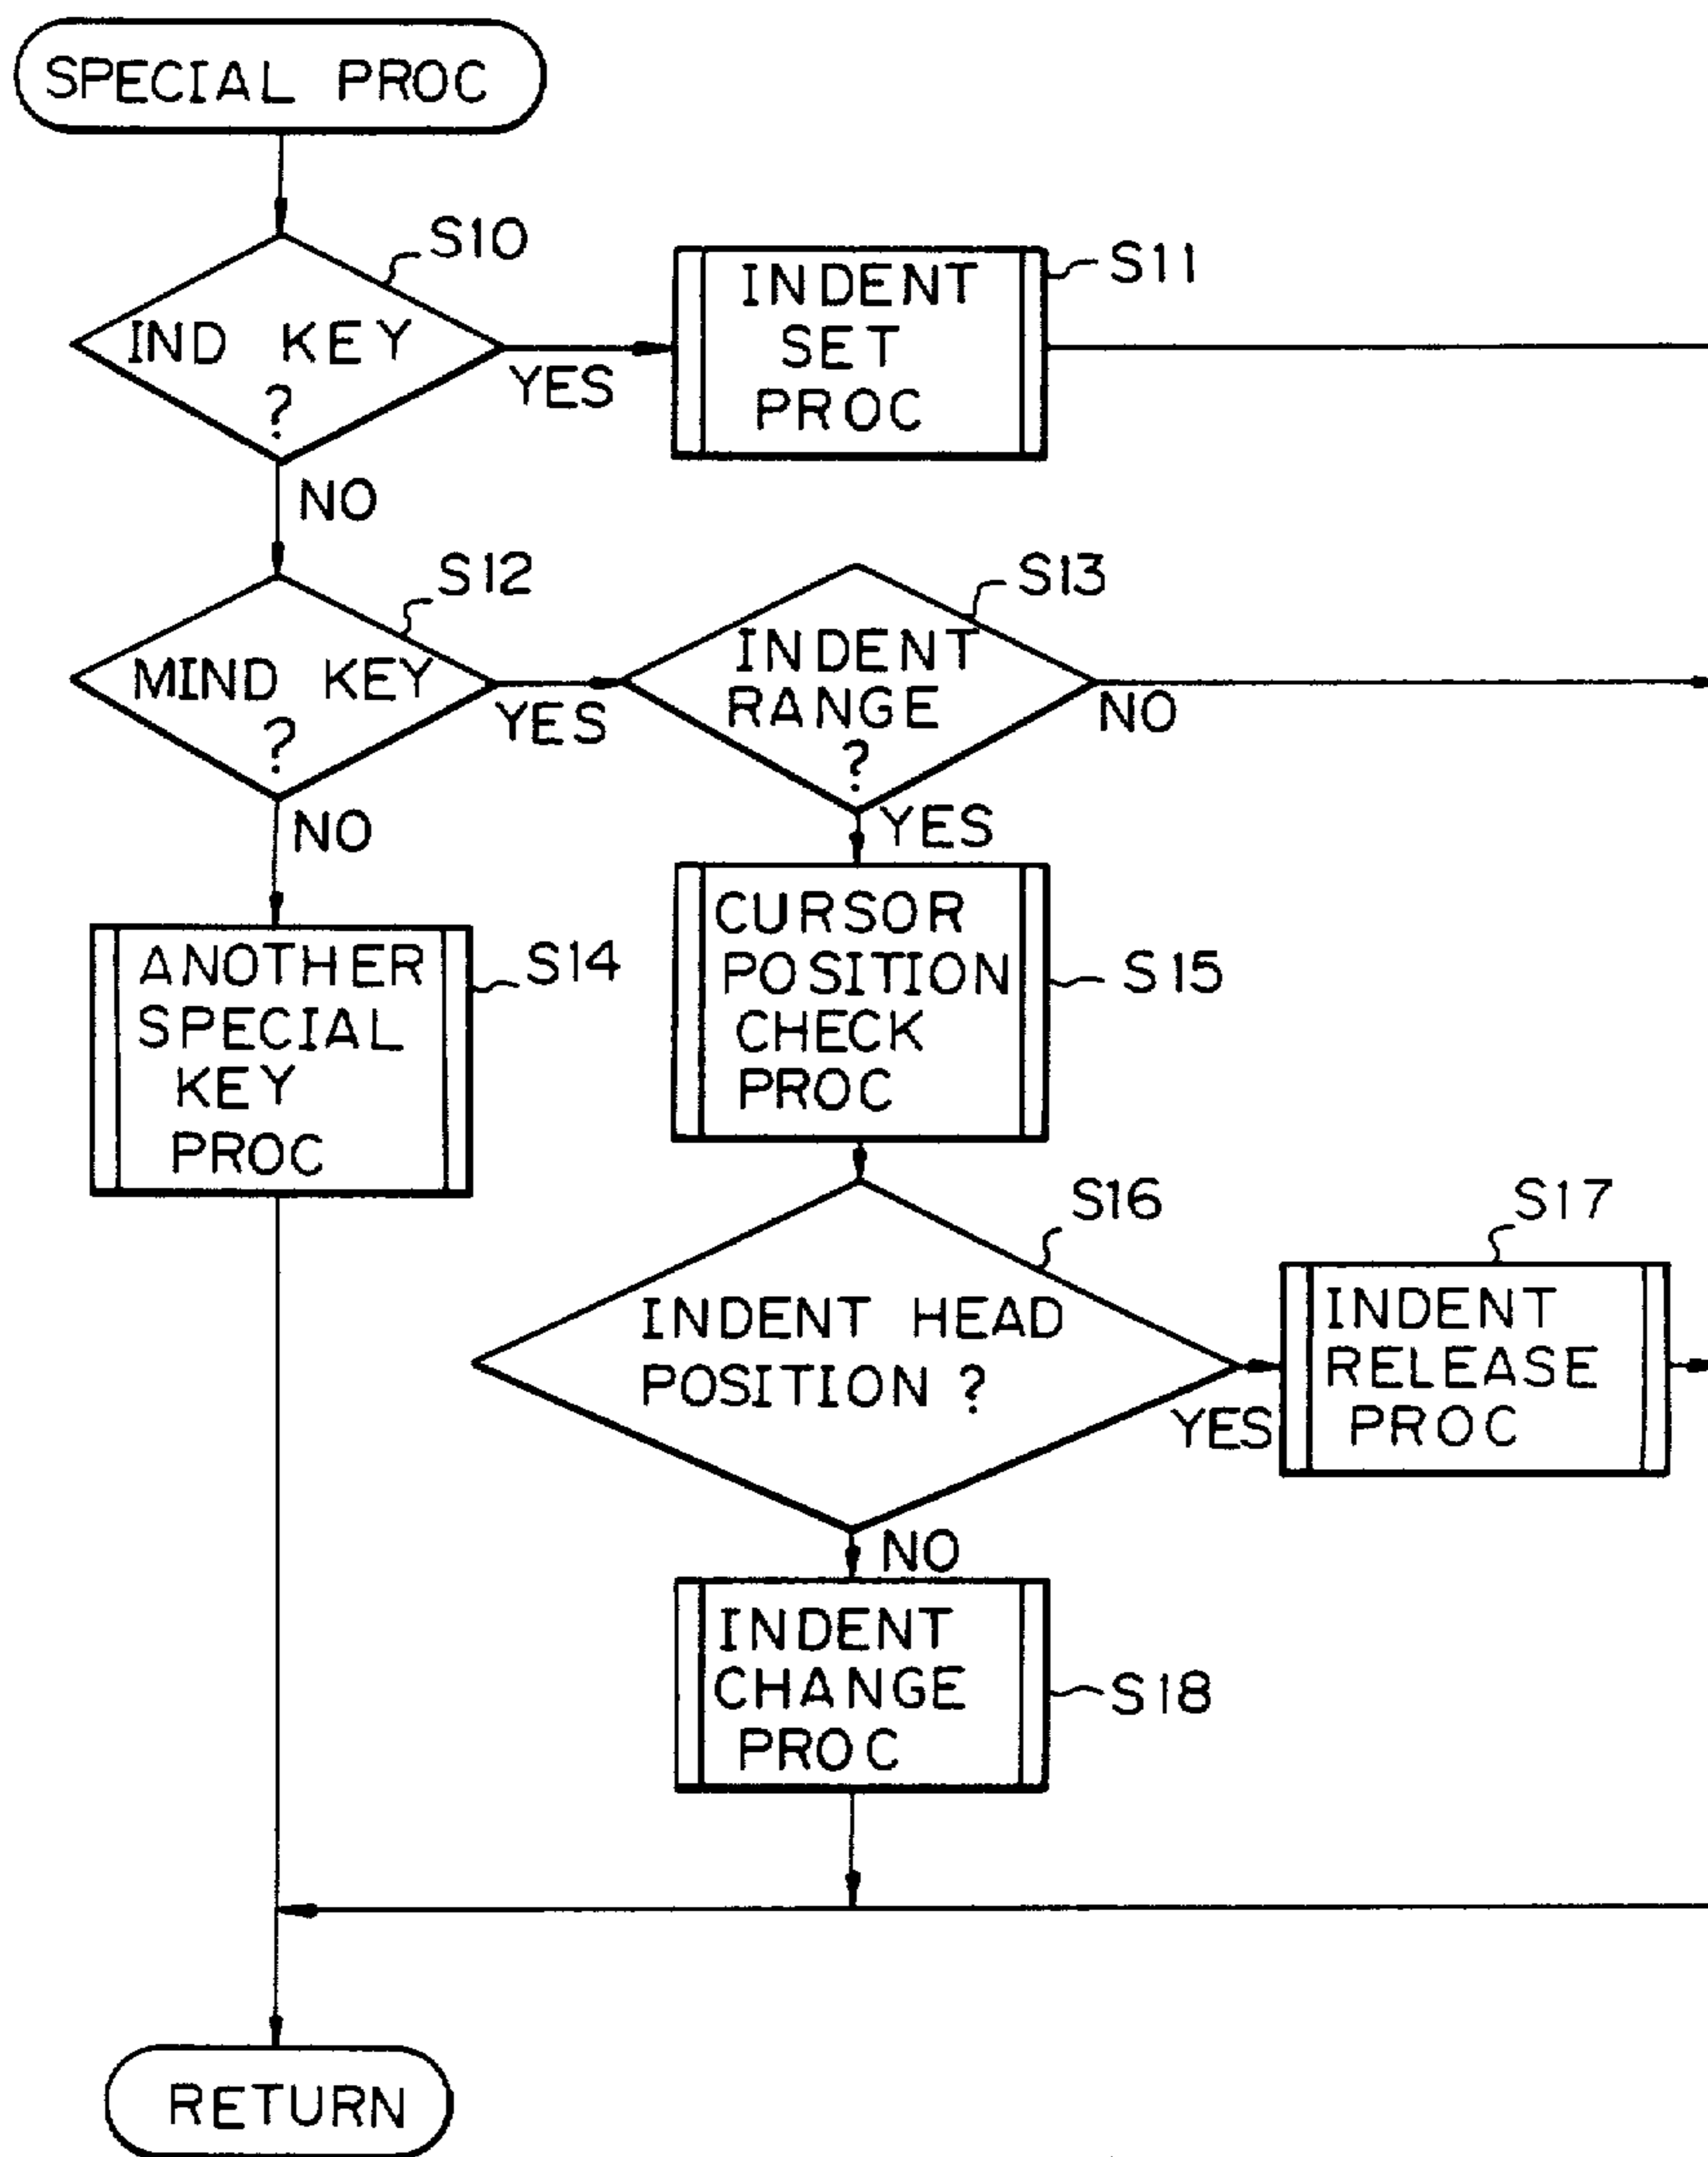 SPECIAL PROC
S10
IND KEY
?
YES
NO
S11
INDENT
SET
PROC
S12
MIND KEY
?
YES
NO
S13
INDENT
RANGE
?
NO
YES
S14
ANOTHER
SPECIAL
KEY
PROC
S15
CURSOR
POSITION
CHECK
PROC
S16
INDENT HEAD
POSITION ?
YES
NO
S17
INDENT
RELEASE
PROC
S18
INDENT
CHANGE
PROC
RETURN